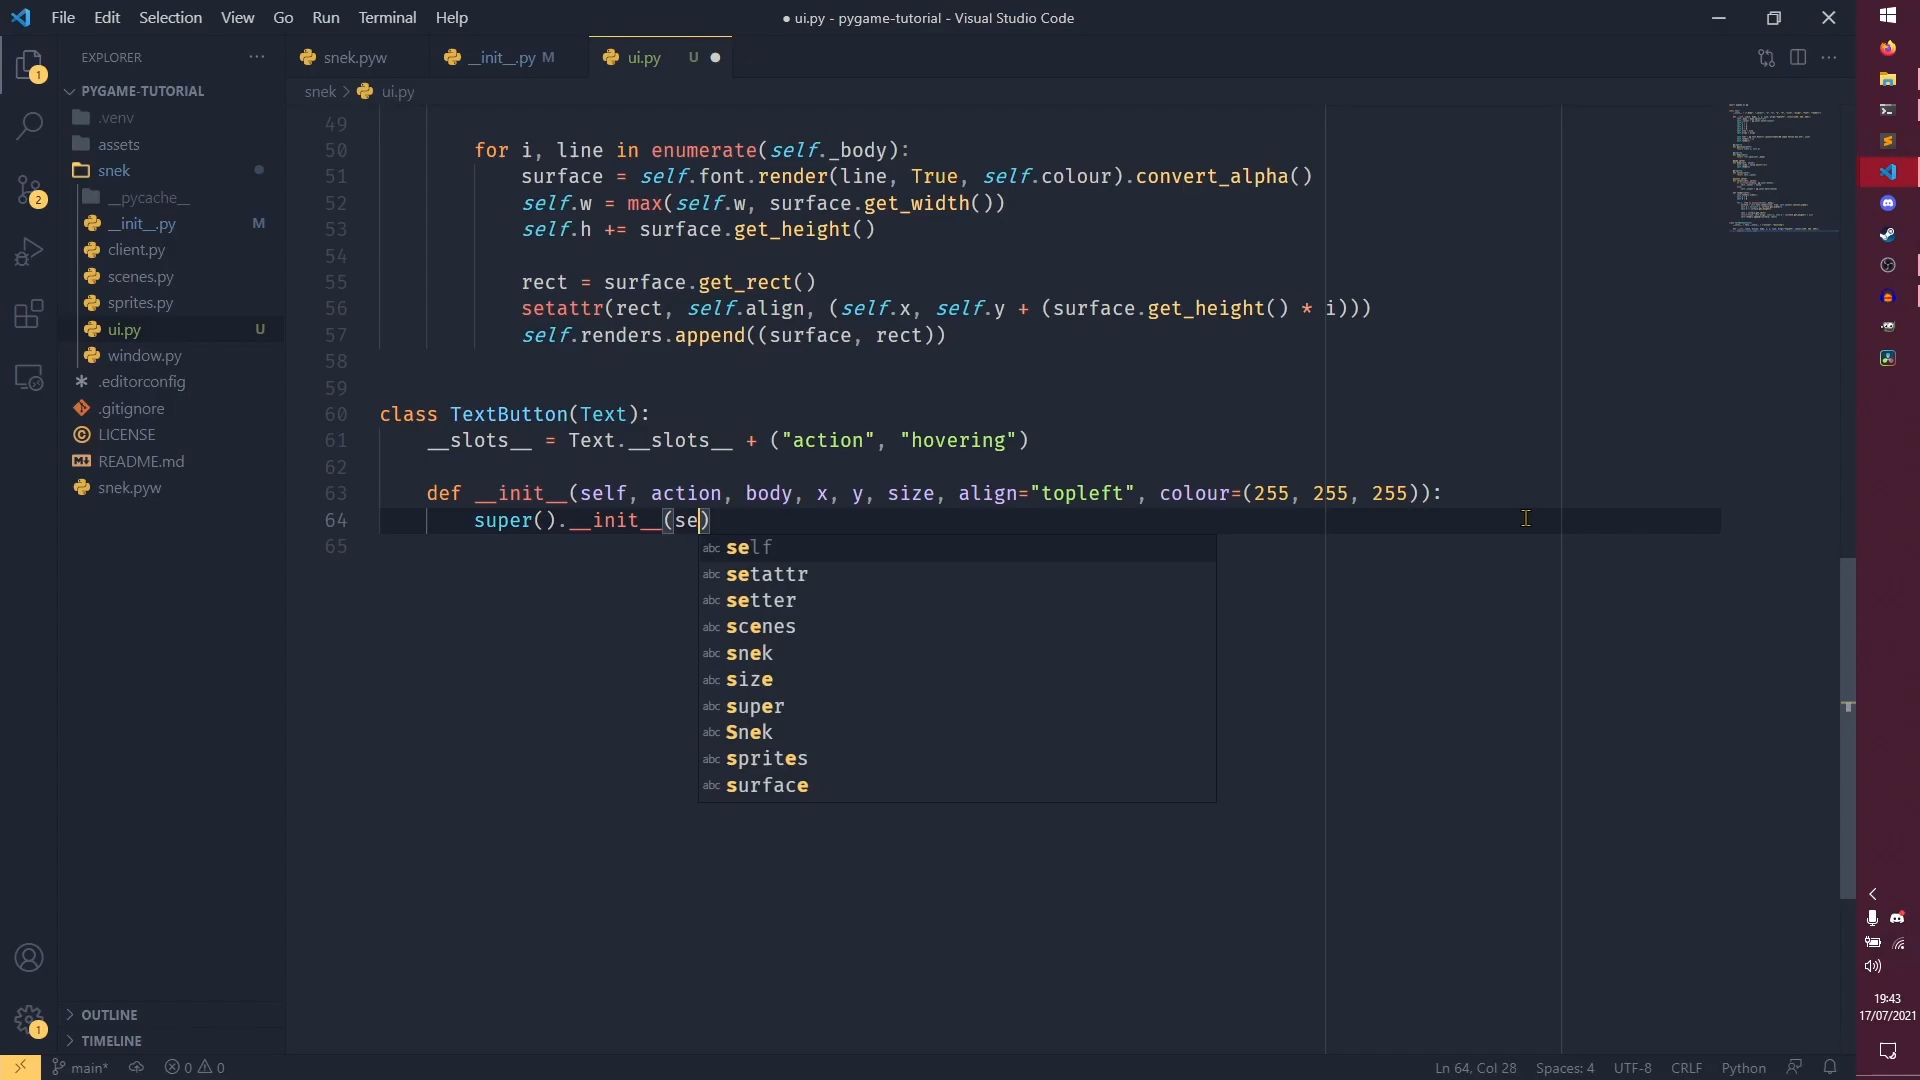 File Edit Selection View Go Run Terminal Help
● ui.py - pygame-tutorial - Visual Studio Code
EXPLORER
snek.pyw
__init__.py M
ui.py U
PYGAME-TUTORIAL
snek > ui.py
.venv
assets
snek
__pycache__
__init__.py M
client.py
scenes.py
sprites.py
ui.py U
window.py
.editorconfig
.gitignore
LICENSE
README.md
snek.pyw
OUTLINE
TIMELINE
1
2
1
49
50 for i, line in enumerate(self._body):
51 surface = self.font.render(line, True, self.colour).convert_alpha()
52 self.w = max(self.w, surface.get_width())
53 self.h += surface.get_height()
54
55 rect = surface.get_rect()
56 setattr(rect, self.align, (self.x, self.y + (surface.get_height() * i)))
57 self.renders.append((surface, rect))
58
59
60 class TextButton(Text):
61 __slots__ = Text.__slots__ + ("action", "hovering")
62
63 def __init__(self, action, body, x, y, size, align="topleft", colour=(255, 255, 255)):
64 super().__init__(se)
65
abc self
abc setattr
abc setter
abc scenes
abc snek
abc size
abc super
abc Snek
abc sprites
abc surface
main* 0 0
Ln 64, Col 28 Spaces: 4 UTF-8 CRLF Python
19:43
17/07/2021